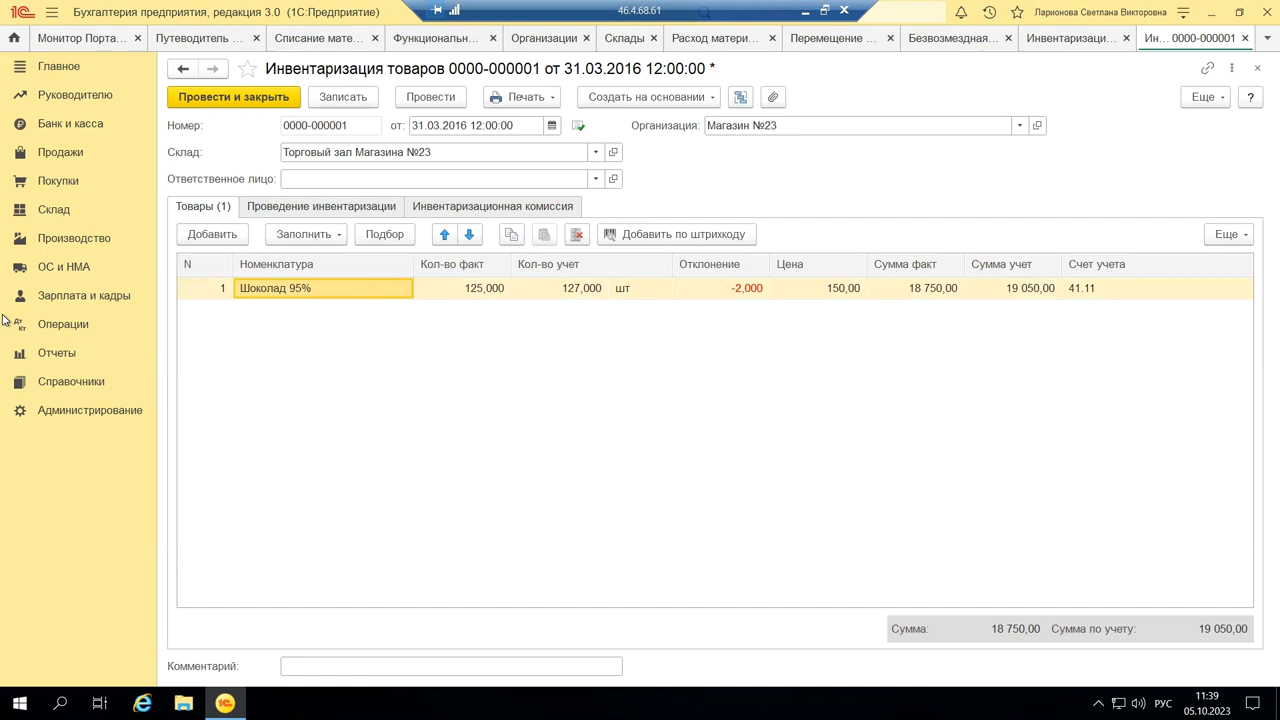 Бухгалтерия предприятия, редакция 3.0 (1С:Предприятие)
46.4.68.61
Ларионова Светлана Викторовна
Монитор Порта...
Путеводитель ...
Списание мате...
Функциональн...
Организации
Склады
Расход матери...
Перемещение ...
Безвозмездная...
Инвентаризаци...
Ин... 0000-000001
Главное
Руководителю
Банк и касса
Продажи
Покупки
Склад
Производство
ОС и НМА
Зарплата и кадры
Операции
Отчеты
Справочники
Администрирование
Инвентаризация товаров 0000-000001 от 31.03.2016 12:00:00 *
Провести и закрыть
Записать
Провести
Печать
Создать на основании
Еще
?
Номер: 0000-000001 от: 31.03.2016 12:00:00 Организация: Магазин №23
Склад: Торговый зал Магазина №23
Ответственное лицо:
Товары (1)
Проведение инвентаризации
Инвентаризационная комиссия
Добавить
Заполнить
Подбор
Добавить по штрихкоду
Еще
N Номенклатура Кол-во факт Кол-во учет Отклонение Цена Сумма факт Сумма учет Счет учета
1 Шоколад 95% 125,000 127,000 шт -2,000 150,00 18 750,00 19 050,00 41.11
Сумма: 18 750,00 Сумма по учету: 19 050,00
Комментарий:
РУС
11:39
05.10.2023